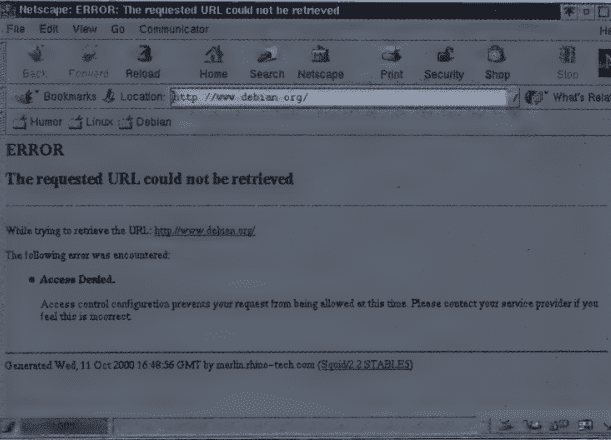 Netscape: ERROR: The requested URL could not be retrieved
File Edit View Go Communicator
Back Forward Reload Home Search Netscape Print Security Shop Stop
Bookmarks Location: http://www.debian.org/ What's Rela
Humor Linux Debian
ERROR
The requested URL could not be retrieved
While trying to retrieve the URL: http://www.debian.org/
The following error was encountered:
Access Denied.
Access control configuration prevents your request from being allowed at this time. Please contact your service provider if you
feel this is incorrect.
Generated Wed, 11 Oct 2000 16:48:56 GMT by marlin.rhino-tech.com (Squid/2.2.STABLE5)